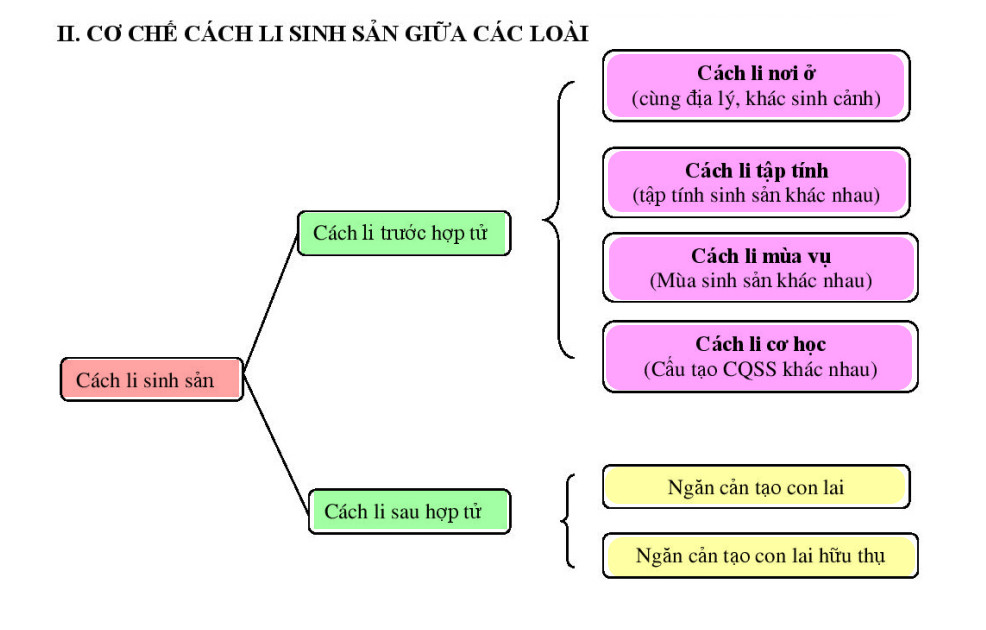 II. CƠ CHẾ CÁCH LI SINH SẢN GIỮA CÁC LOÀI
Cách li nơi ở
(cùng địa lý, khác sinh cảnh)
Cách li tập tính
(tập tính sinh sản khác nhau)
Cách li trước hợp tử
Cách li mùa vụ
(Mùa sinh sản khác nhau)
Cách li cơ học
(Cấu tạo CQSS khác nhau)
Cách li sinh sản
Ngăn cản tạo con lai
Cách li sau hợp tử
Ngăn cản tạo con lai hữu thụ